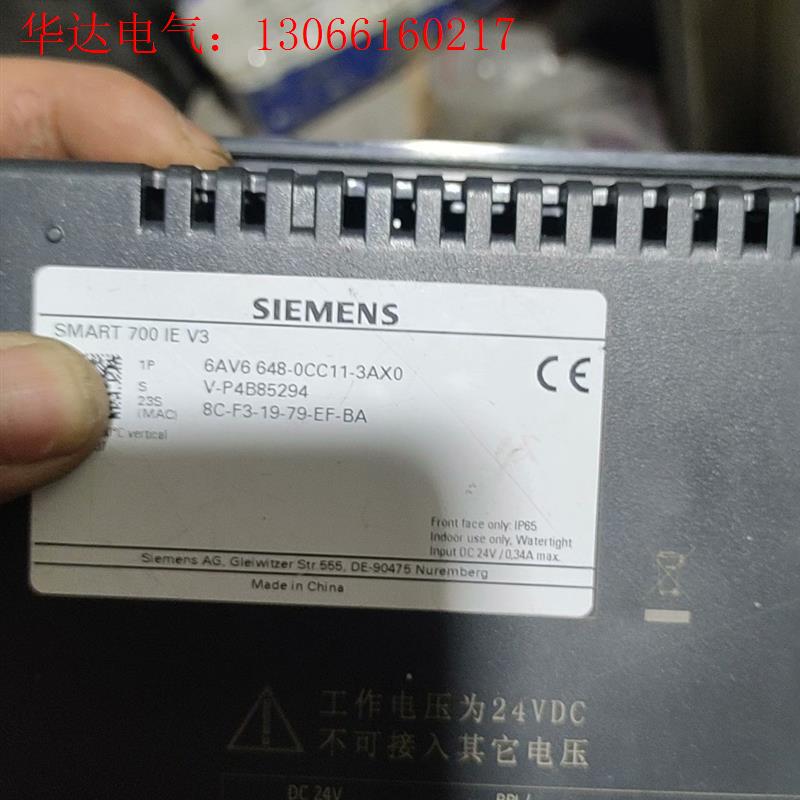 华达电气：13066160217
SIEMENS
SMART 700 IE V3
1P 6AV6 648-0CC11-3AX0
S V-P4B85294
23S
(MAC) 8C-F3-19-79-EF-BA
°C vertical
CE
Front face only: IP65
Indoor use only, Watertight
Input DC 24V / 0,34A max.
Siemens AG, Gleiwitzer Str.555, DE-90475 Nuremberg
Made in China
工作电压为24VDC
不可接入其它电压
DC 24V